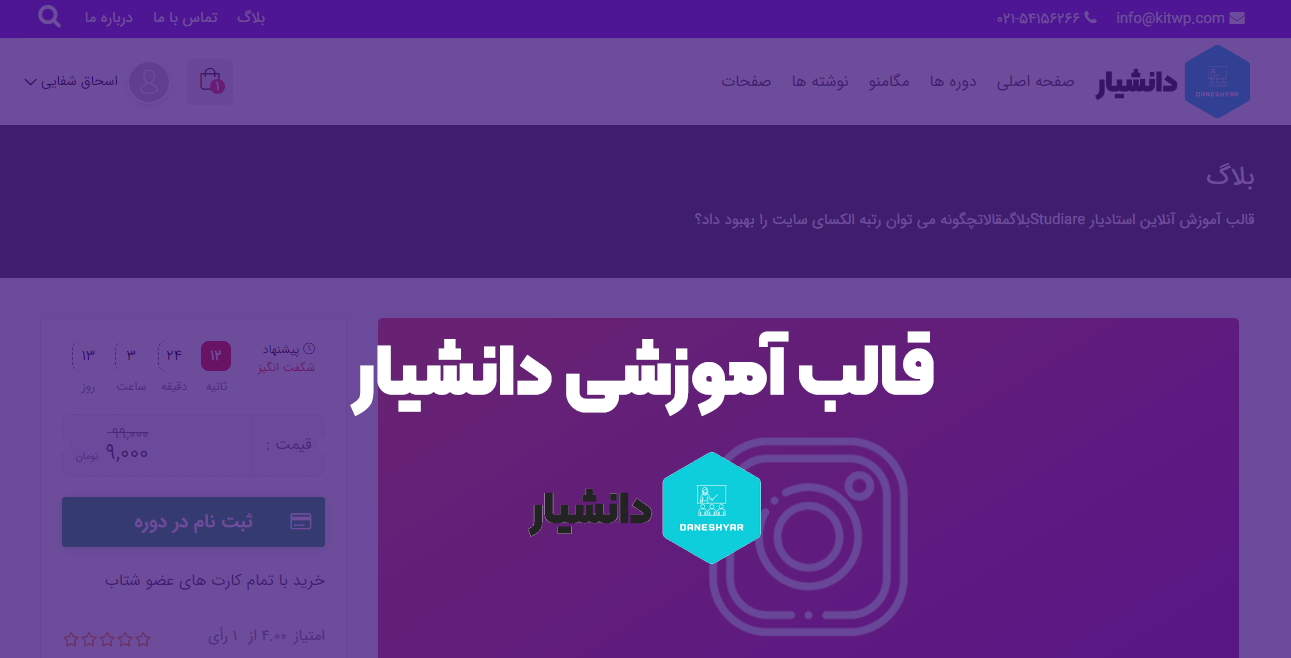 info@kitwp.com ۰۲۱-۵۴۱۵۶۲۶۶ بلاگ تماس با ما درباره ما
DANESHYAR دانشیار صفحه اصلی دوره ها مگامنو نوشته ها صفحات ۱ اسحاق شفایی
بلاگ
قالب آموزش آنلاین استادیار Studiareبلاگمقالاتچگونه می توان رتبه الکسای سایت را بهبود داد؟
قالب آموزشی دانشیار
DANESHYAR دانشیار
پیشنهاد
شگفت انگیز
۱۲ ۲۴ ۳ ۱۳
ثانیه دقیقه ساعت روز
قیمت : ۹۹,۰۰۰
۹,۰۰۰ تومان
ثبت نام در دوره
خرید با تمام کارت های عضو شتاب
امتیاز ۴.۰۰ از ۱ رأی